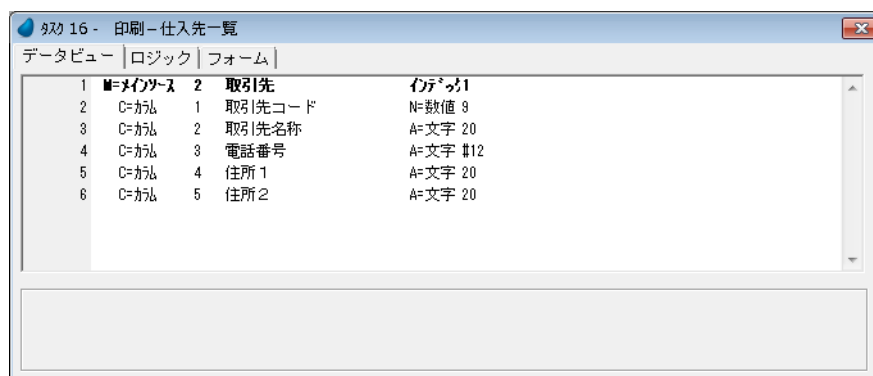 ﾀｽｸ 16 - 印刷－仕入先一覧
データビュー ロジック フォーム
1 M=ﾒｲﾝｿｰｽ 2 取引先 ｲﾝﾃﾞｯｸｽ:1
2 C=ｶﾗﾑ 1 取引先コード N=数値 9
3 C=ｶﾗﾑ 2 取引先名称 A=文字 20
4 C=ｶﾗﾑ 3 電話番号 A=文字 #12
5 C=ｶﾗﾑ 4 住所１ A=文字 20
6 C=ｶﾗﾑ 5 住所２ A=文字 20